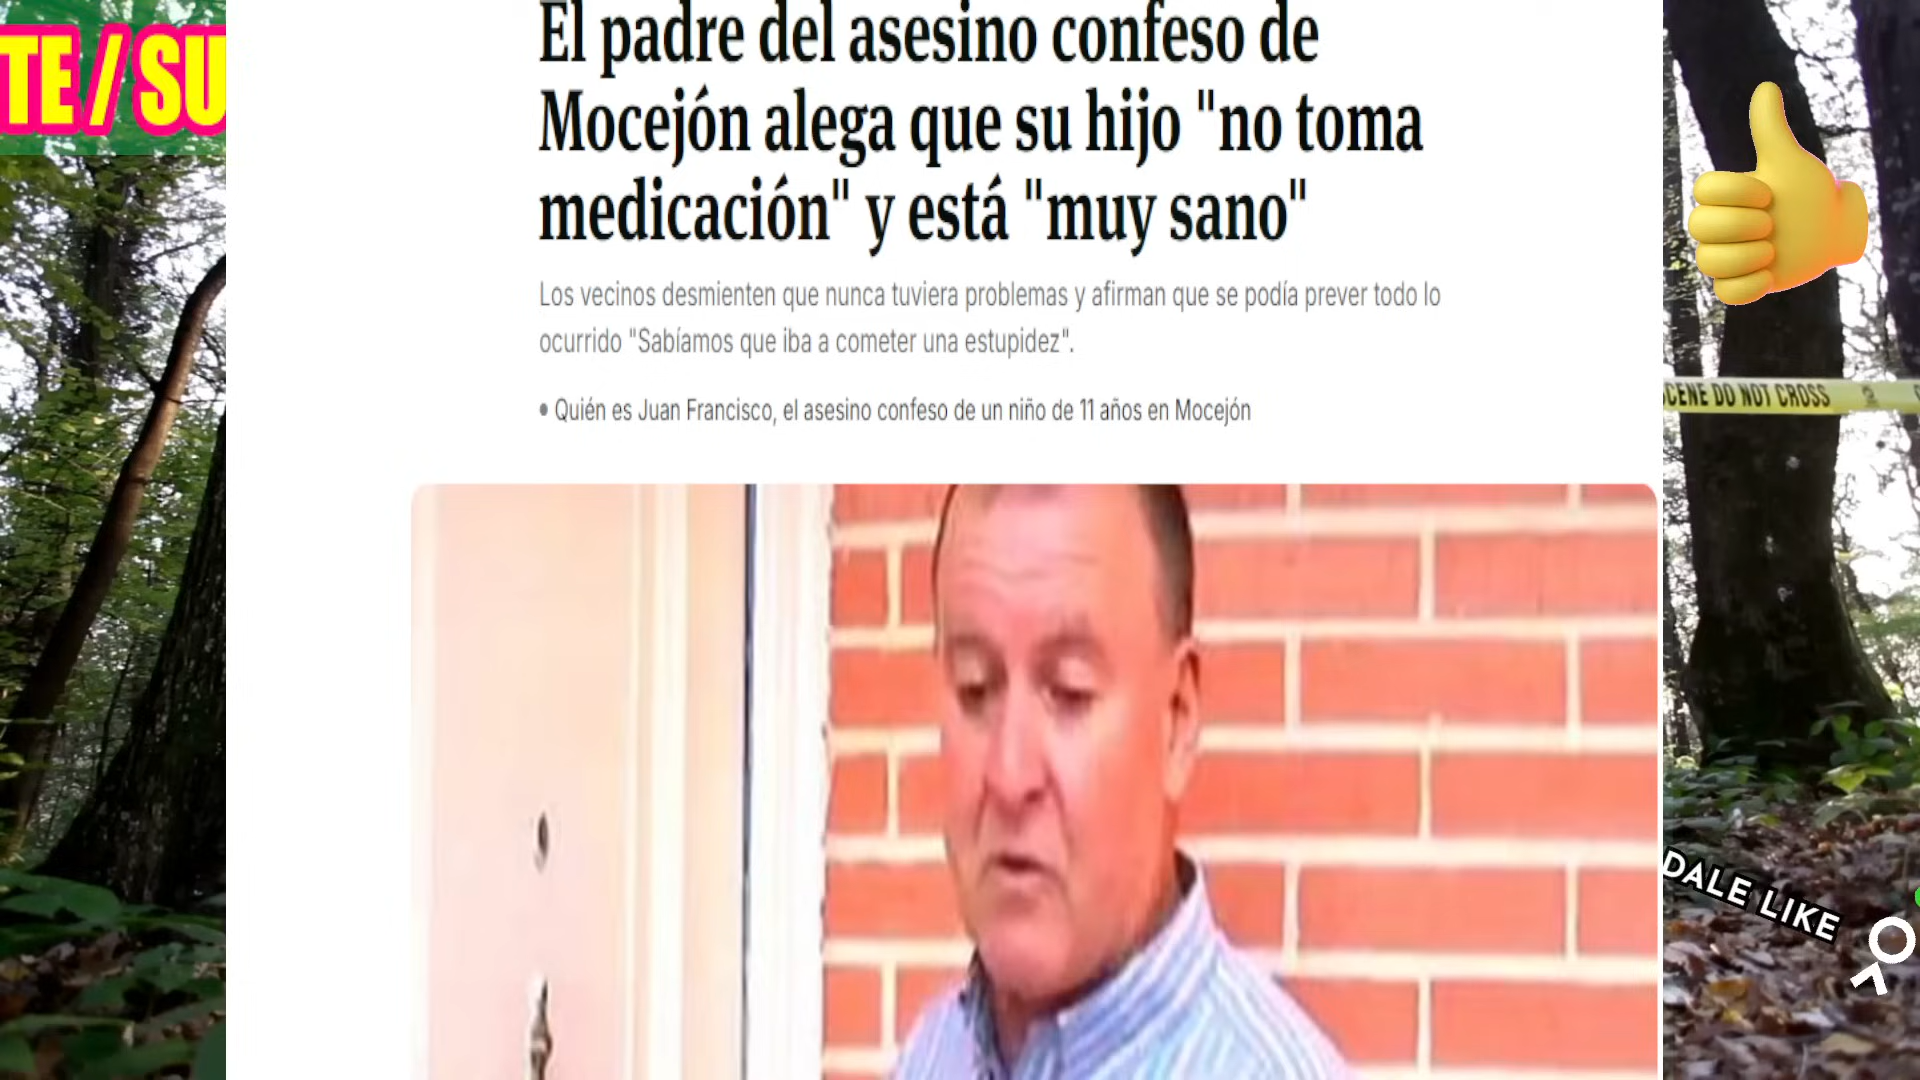 TE / SU
El padre del asesino confeso de
Mocejón alega que su hijo "no toma
medicación" y está "muy sano"
Los vecinos desmienten que nunca tuviera problemas y afirman que se podía prever todo lo
ocurrido "Sabíamos que iba a cometer una estupidez".
• Quién es Juan Francisco, el asesino confeso de un niño de 11 años en Mocejón
CENE DO NOT CROSS
DALE LIKE